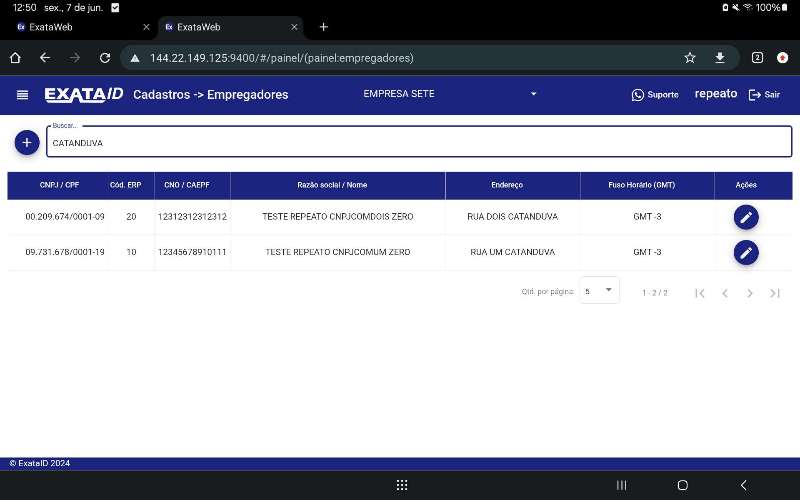 12:50 sex., 7 de jun. 100%
ExataWeb ExataWeb
144.22.149.125:9400/#/painel/(painel:empregadores) 2
EXATA/D Cadastros -> Empregadores EMPRESA SETE Suporte repeato Sair
Buscar...
CATANDUVA
CNPJ / CPF Cód. ERP CNO / CAEPF Razão social / Nome Endereço Fuso Horário (GMT) Ações
00.209.674/0001-09 20 12312312312312 TESTE REPEATO CNPJCOMDOIS ZERO RUA DOIS CATANDUVA GMT -3
09.731.678/0001-19 10 12345678910111 TESTE REPEATO CNPJCOMUM ZERO RUA UM CATANDUVA GMT -3
Qtd. por página: 5 1 - 2 / 2
© ExataID 2024